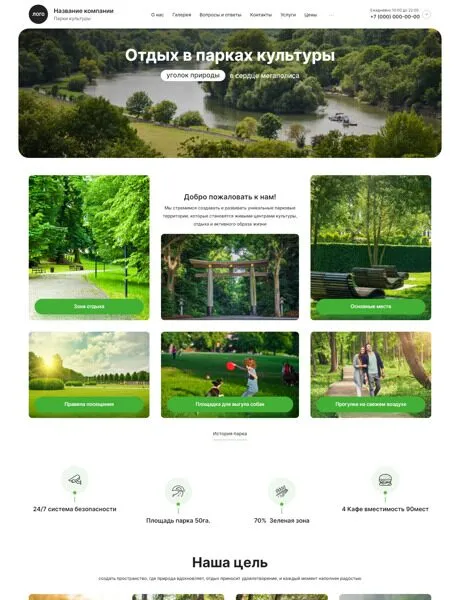 лого
Название компании
Парки культуры
О нас
Галерея
Вопросы и ответы
Контакты
Услуги
Цены
...
Ежедневно 10:00 до 22:00
+7 (000) 000-00-00
Отдых в парках культуры
уголок природы в сердце мегаполиса
Добро пожаловать к нам!
Мы стремимся создавать и развивать уникальные парковые
территории, которые становятся живыми центрами культуры,
отдыха и активного образа жизни
Зона отдыха
Основные места
Правила посещения
Площадка для выгула собак
Прогулки на свежем воздухе
История парка
24/7 система безопасности
Площадь парка 50га.
70% Зеленая зона
4 Кафе вместимость 90мест
Наша цель
создать пространство, где природа вдохновляет, отдых приносит удовлетворение, и каждый момент наполнен радостью